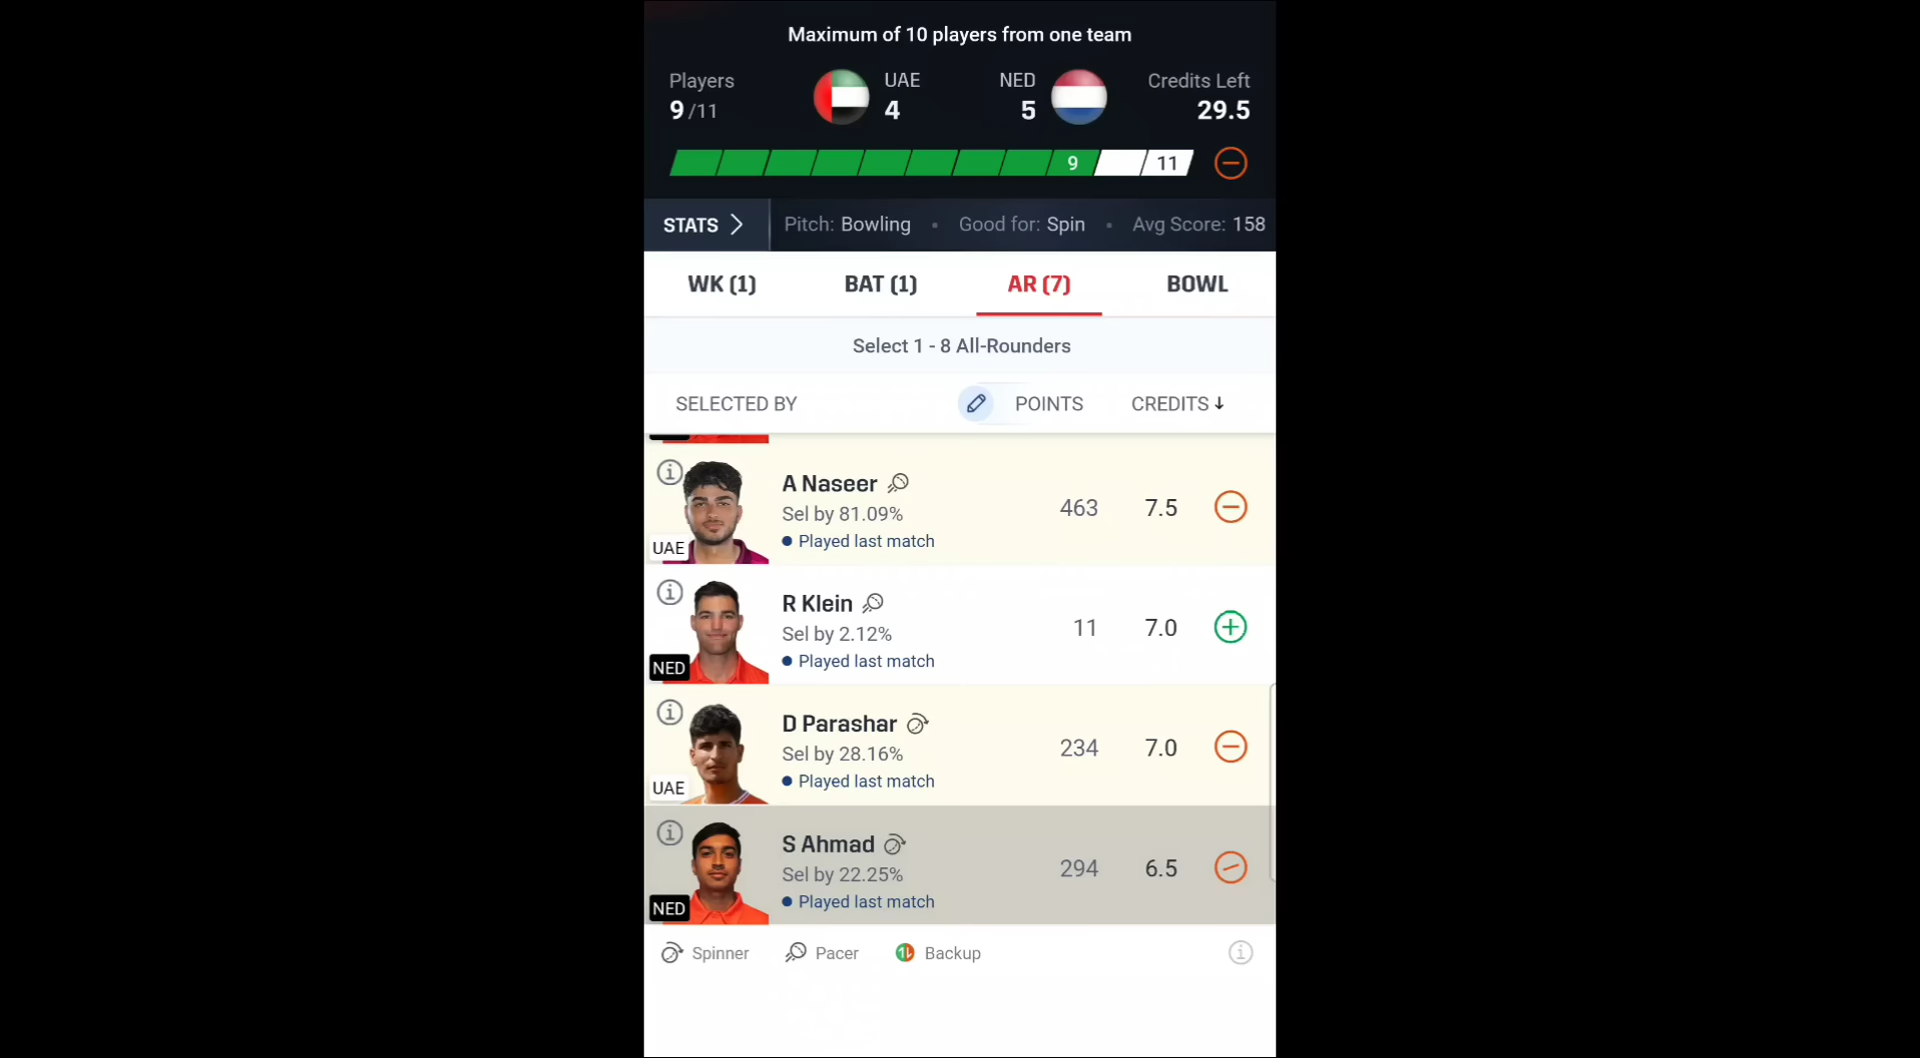 Maximum of 10 players from one team
Players UAE NED Credits Left
9/11 4 5 29.5
9 11
STATS Pitch: Bowling • Good for: Spin • Avg Score: 158
WK (1) BAT (1) AR (7) BOWL
Select 1 - 8 All-Rounders
SELECTED BY POINTS CREDITS
A Naseer
Sel by 81.09% 463 7.5
Played last match
UAE
R Klein
Sel by 2.12% 11 7.0
Played last match
NED
D Parashar
Sel by 28.16% 234 7.0
Played last match
UAE
S Ahmad
Sel by 22.25% 294 6.5
Played last match
NED
Spinner Pacer Backup